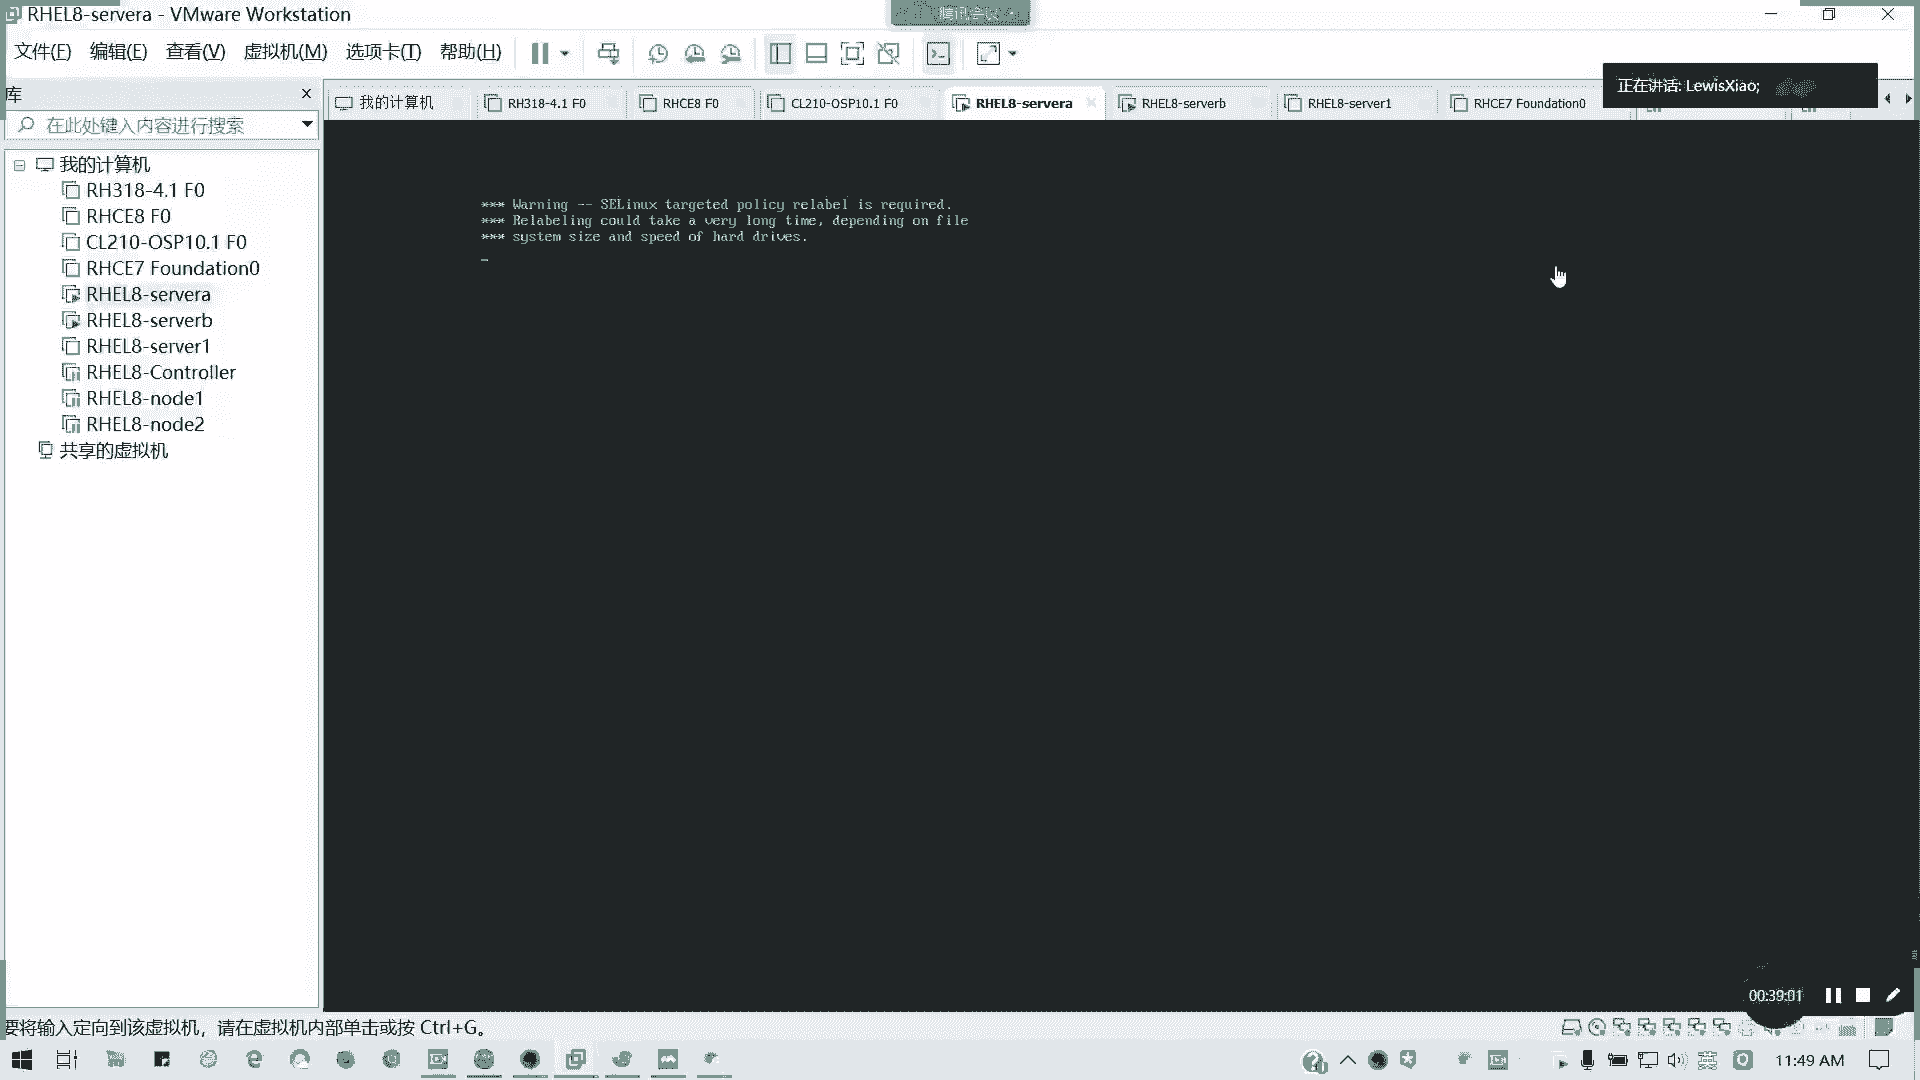 RHEL8-servera - VMware Workstation
腾讯会议
文件(F) 编辑(E) 查看(V) 虚拟机(M) 选项卡(T) 帮助(H)
正在讲话: LewisXiao;
库
我的计算机 RH318-4.1 F0 RHCE8 F0 CL210-OSP10.1 F0 RHEL8-servera RHEL8-serverb RHEL8-server1 RHCE7 Foundation0
在此处键入内容进行搜索
我的计算机
RH318-4.1 F0
RHCE8 F0
CL210-OSP10.1 F0
RHCE7 Foundation0
RHEL8-servera
RHEL8-serverb
RHEL8-server1
RHEL8-Controller
RHEL8-node1
RHEL8-node2
共享的虚拟机
*** Warning -- SELinux targeted policy relabel is required.
*** Relabeling could take a very long time, depending on file
*** system size and speed of hard drives.
00:39:01
要将输入定向到该虚拟机，请在虚拟机内部单击或按 Ctrl+G。
英
11:49 AM